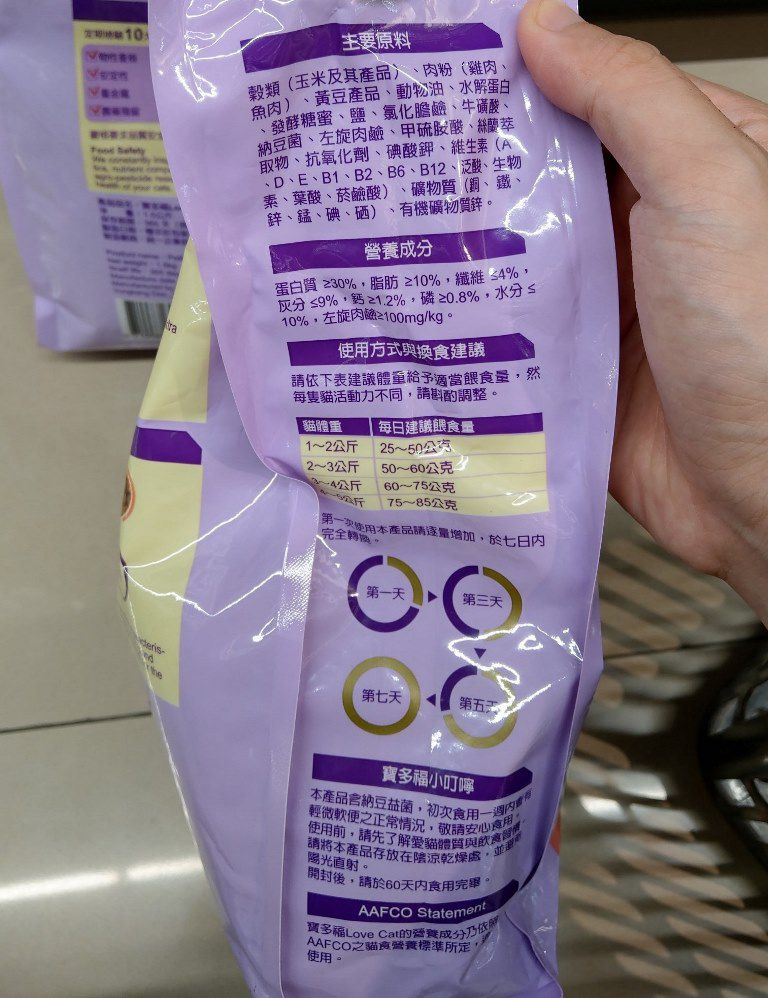 定期檢驗10
Food Safety
We constantly
主要原料
穀類（玉米及其產品）、肉粉（雞肉、
魚肉）、黃豆產品、動物油、水解蛋白
、發酵糖蜜、鹽、氯化膽鹼、牛磺酸、
納豆菌、左旋肉鹼、甲硫胺酸、絲蘭萃
取物、抗氧化劑、碘酸鉀、維生素（A
、D、E、B1、B2、B6、B12、泛酸、生物
素、葉酸、菸鹼酸）、礦物質（銅、鐵、
鋅、錳、碘、硒）、有機礦物質鋅。
營養成分
蛋白質 ≥30%，脂肪 ≥10%，纖維 ≤4%，
灰分 ≤9%，鈣 ≥1.2%，磷 ≥0.8%，水分 ≤
10%，左旋肉鹼≥100mg/kg。
使用方式與換食建議
請依下表建議體重給予適當餵食量，然
每隻貓活動力不同，請斟酌調整。
貓體重 每日建議餵食量
1～2公斤 25～50公克
2～3公斤 50～60公克
3～4公斤 60～75公克
公斤 75～85公克
第一次使用本產品請逐量增加，於七日內
完全轉換。
第一天
第三天
第七天
第五天
寶多福小叮嚀
本產品含納豆益菌，初次食用一週內會有
輕微軟便之正常情況，敬請安心食用。
使用前，請先了解愛貓體質與飲食習慣，
請將本產品存放在陰涼乾燥處，並避免
陽光直射。
開封後，請於60天內食用完畢。
AAFCO Statement
寶多福Love Cat的營養成分乃依照
AAFCO之貓食營養標準所定，
使用。